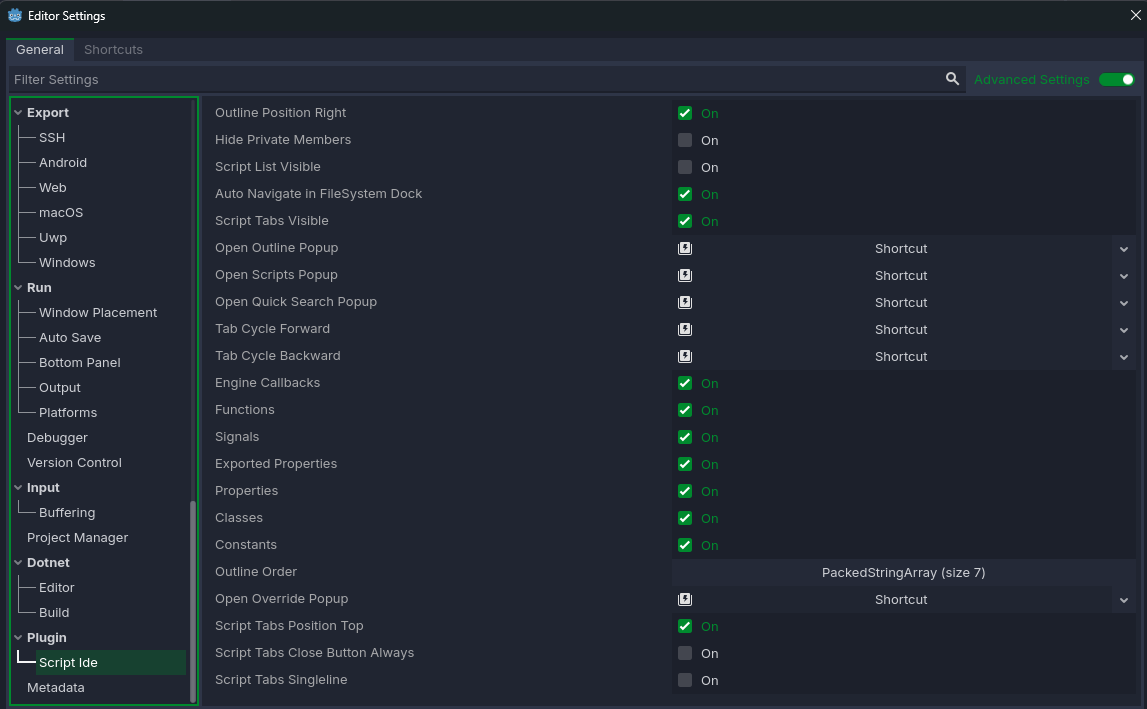 Editor Settings
General Shortcuts
Filter Settings Advanced Settings
Export
SSH
Android
Web
macOS
Uwp
Windows
Run
Window Placement
Auto Save
Bottom Panel
Output
Platforms
Debugger
Version Control
Input
Buffering
Project Manager
Dotnet
Editor
Build
Plugin
Script Ide
Metadata
Outline Position Right On
Hide Private Members On
Script List Visible On
Auto Navigate in FileSystem Dock On
Script Tabs Visible On
Open Outline Popup Shortcut
Open Scripts Popup Shortcut
Open Quick Search Popup Shortcut
Tab Cycle Forward Shortcut
Tab Cycle Backward Shortcut
Engine Callbacks On
Functions On
Signals On
Exported Properties On
Properties On
Classes On
Constants On
Outline Order PackedStringArray (size 7)
Open Override Popup Shortcut
Script Tabs Position Top On
Script Tabs Close Button Always On
Script Tabs Singleline On